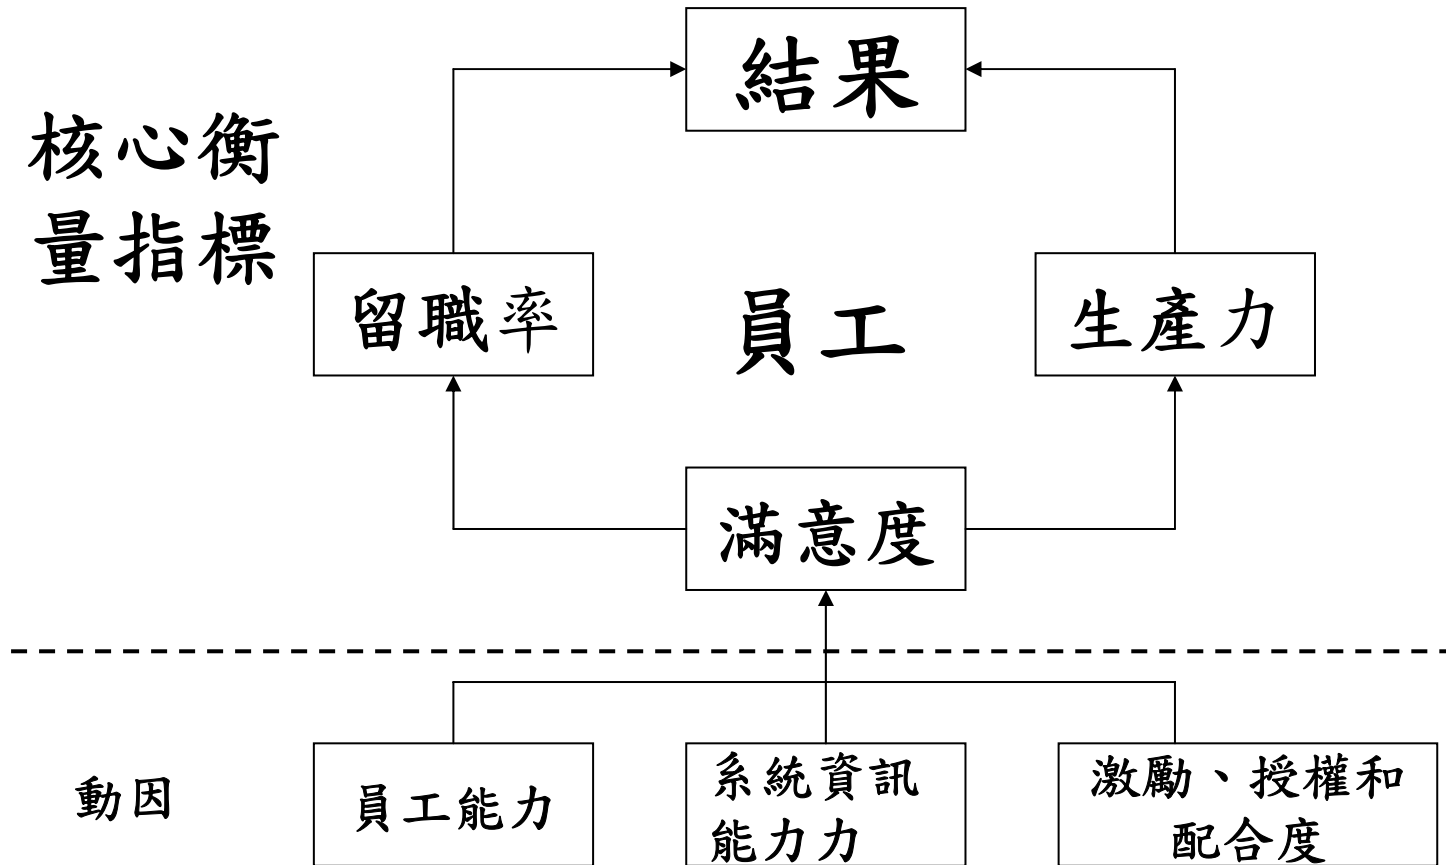 結果
核心衡
量指標
留職率
員工
生產力
滿意度
動因
員工能力
系統資訊
能力力
激勵、授權和
配合度